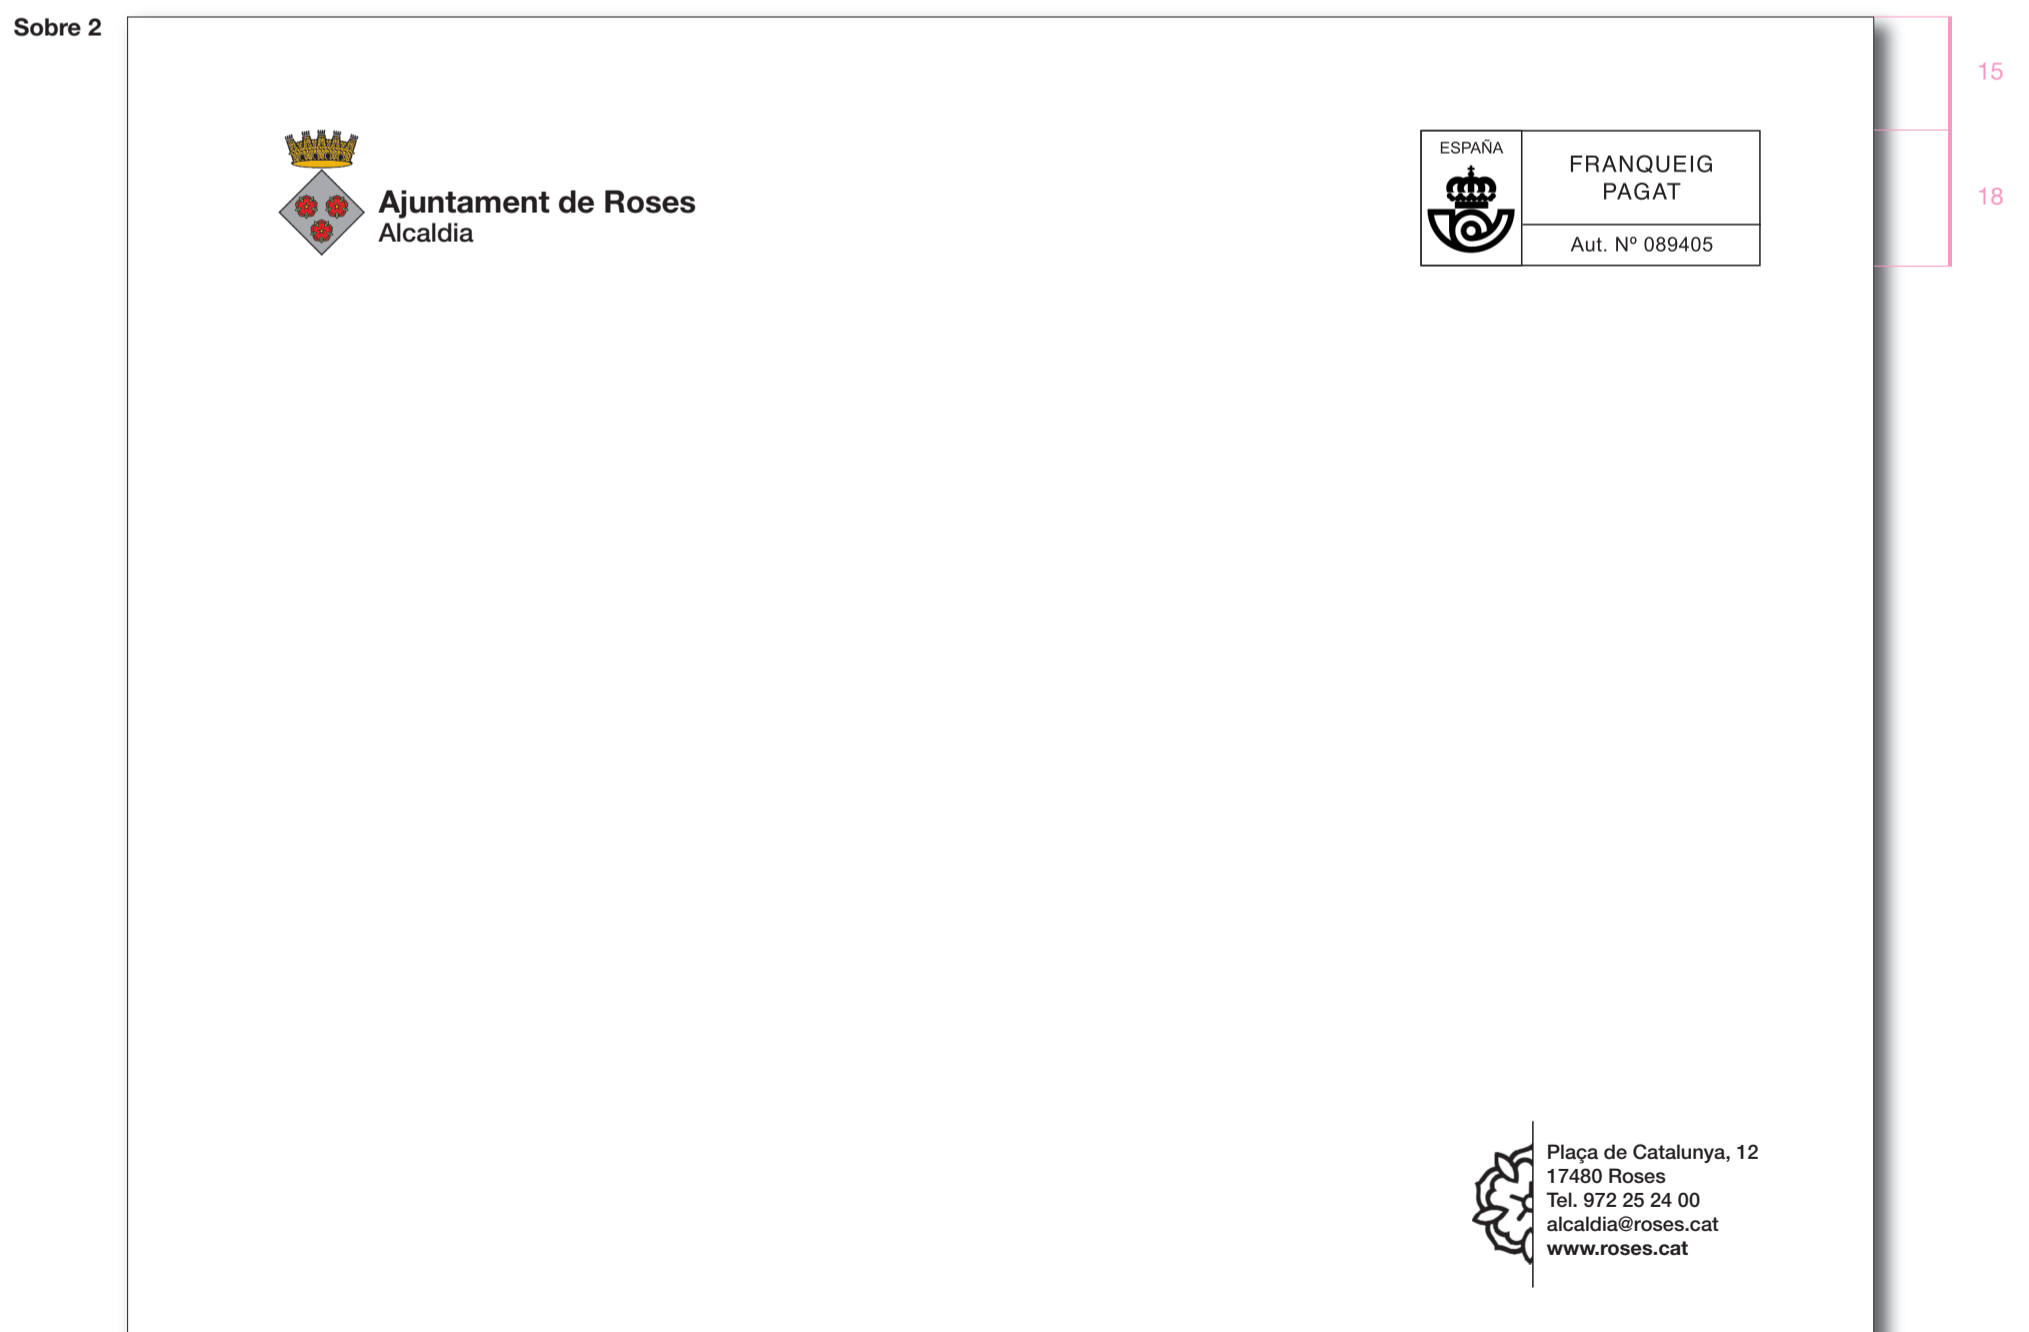 Sobre 2
15
18
Ajuntament de Roses
Alcaldia
ESPAÑA
FRANQUEIG
PAGAT
Aut. Nº 089405
Plaça de Catalunya, 12
17480 Roses
Tel. 972 25 24 00
alcaldia@roses.cat
www.roses.cat